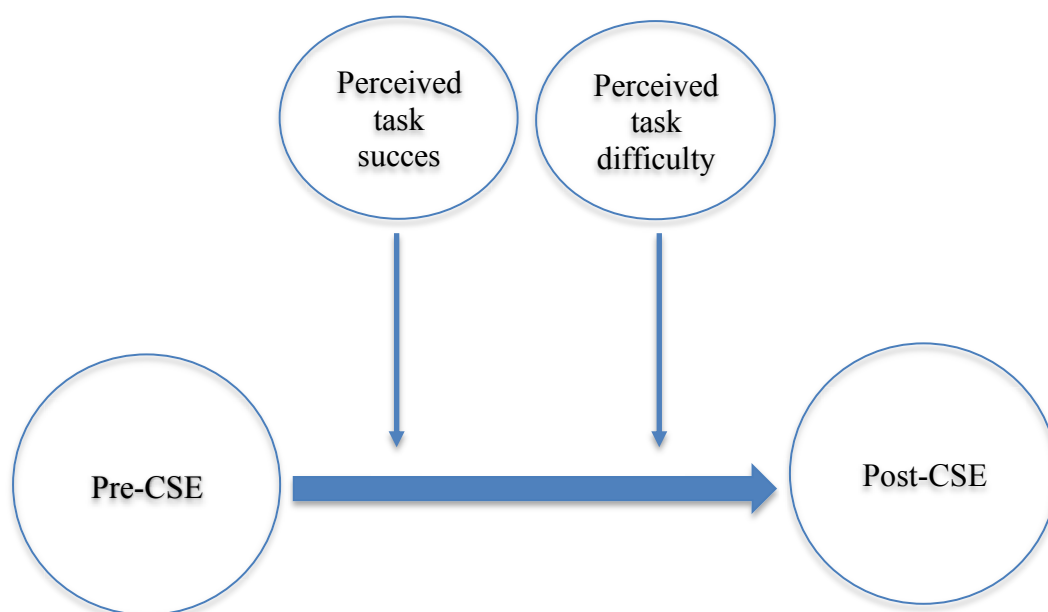 Perceived
task
succes
Perceived
task
difficulty
Pre-CSE
Post-CSE